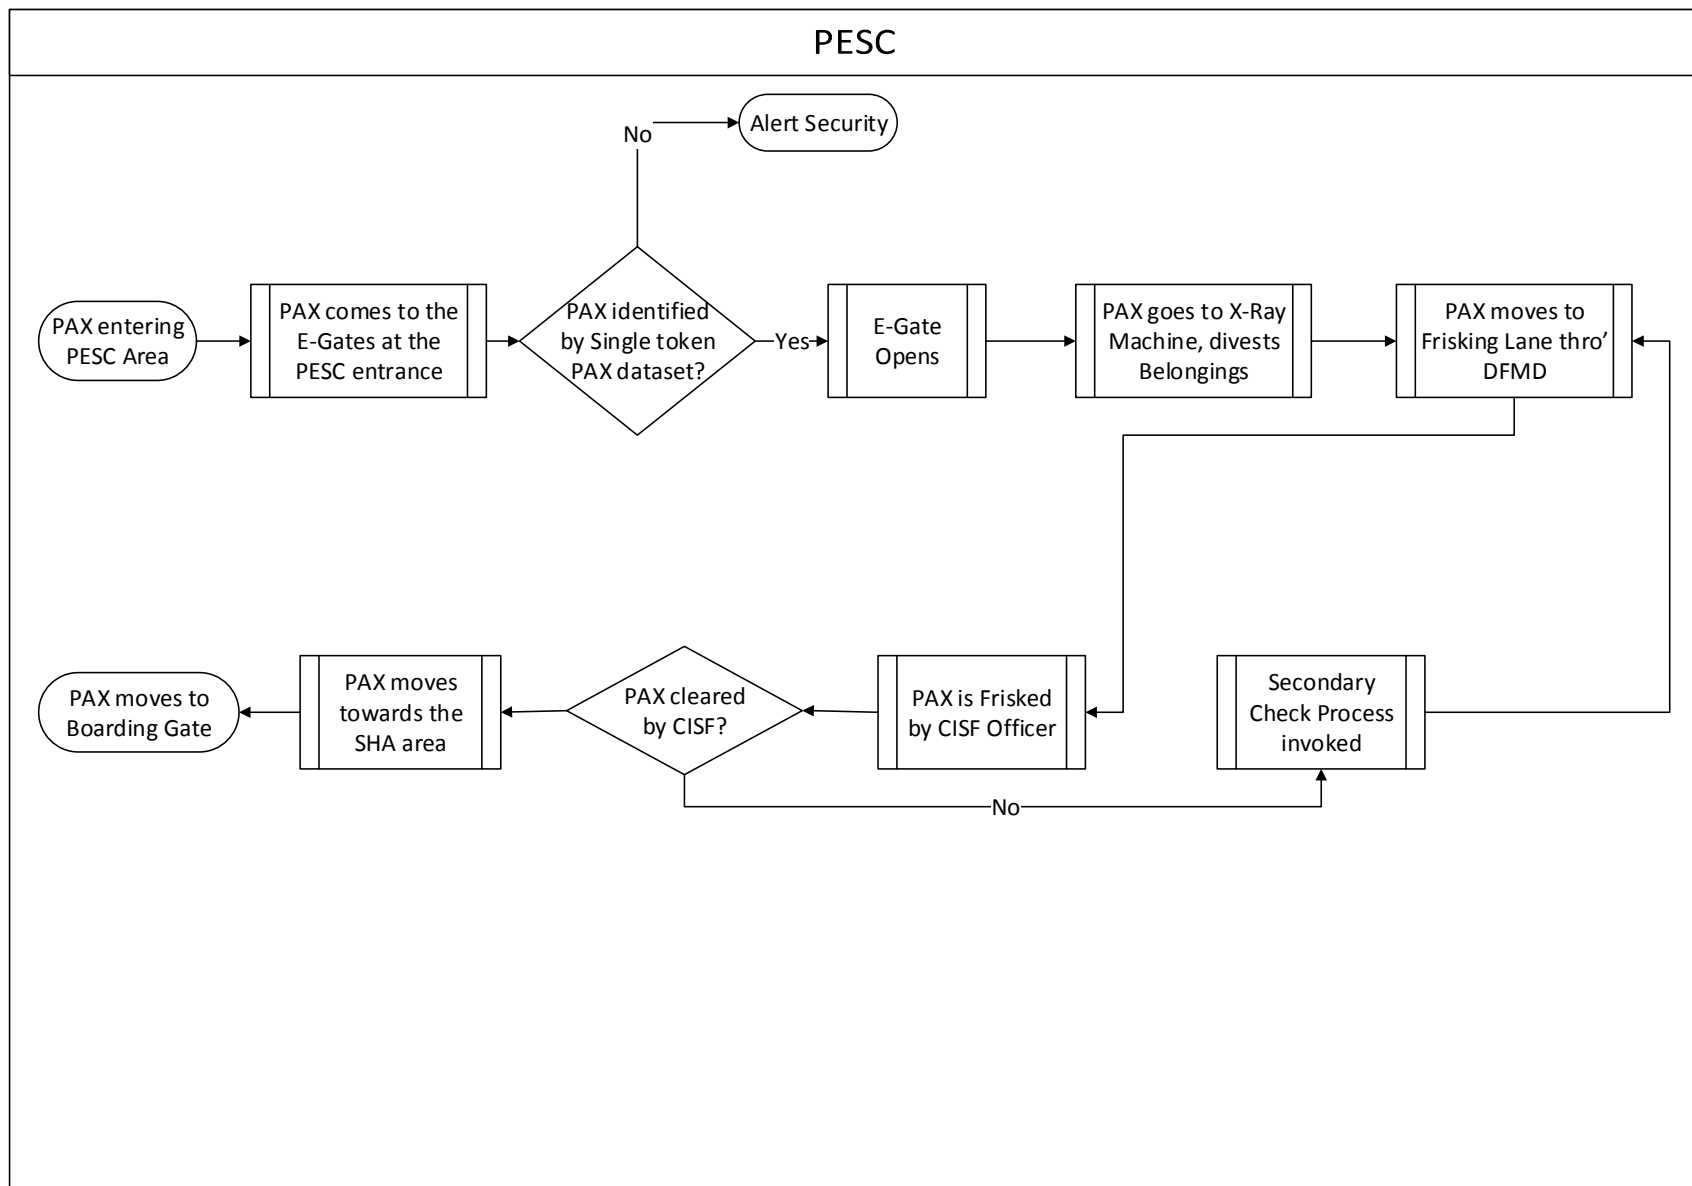 PESC
No
Alert Security
PAX entering
PESC Area
PAX comes to the
E-Gates at the
PESC entrance
PAX identified
by Single token
PAX dataset?
Yes
E-Gate
Opens
PAX goes to X-Ray
Machine, divests
Belongings
PAX moves to
Frisking Lane thro’
DFMD
PAX moves to
Boarding Gate
PAX moves
towards the
SHA area
PAX cleared
by CISF?
PAX is Frisked
by CISF Officer
Secondary
Check Process
invoked
No